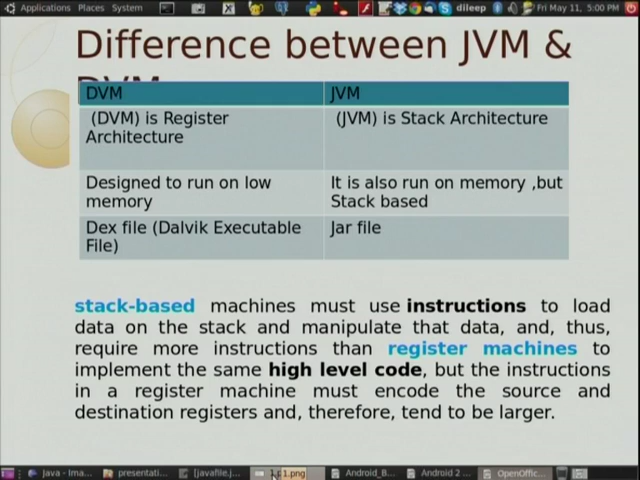 Applications Places System dileep Fri May 11, 5:00 PM
Difference between JVM &
DVM
DVM JVM
(DVM) is Register (JVM) is Stack Architecture
Architecture
Designed to run on low It is also run on memory ,but
memory Stack based
Dex file (Dalvik Executable Jar file
File)
stack-based machines must use instructions to load
data on the stack and manipulate that data, and, thus,
require more instructions than register machines to
implement the same high level code, but the instructions
in a register machine must encode the source and
destination registers and, therefore, tend to be larger.
Java - Ima... presentati... [javafile.j... 1.png Android_B... Android 2 ... OpenOffic...